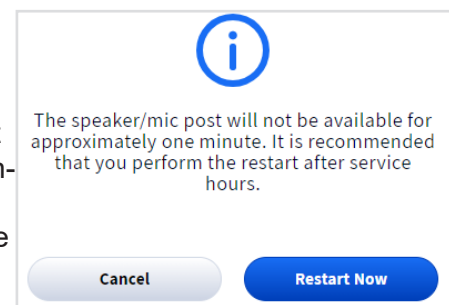 The speaker/mic post will not be available for
approximately one minute. It is recommended
that you perform the restart after service
hours.
Cancel
Restart Now